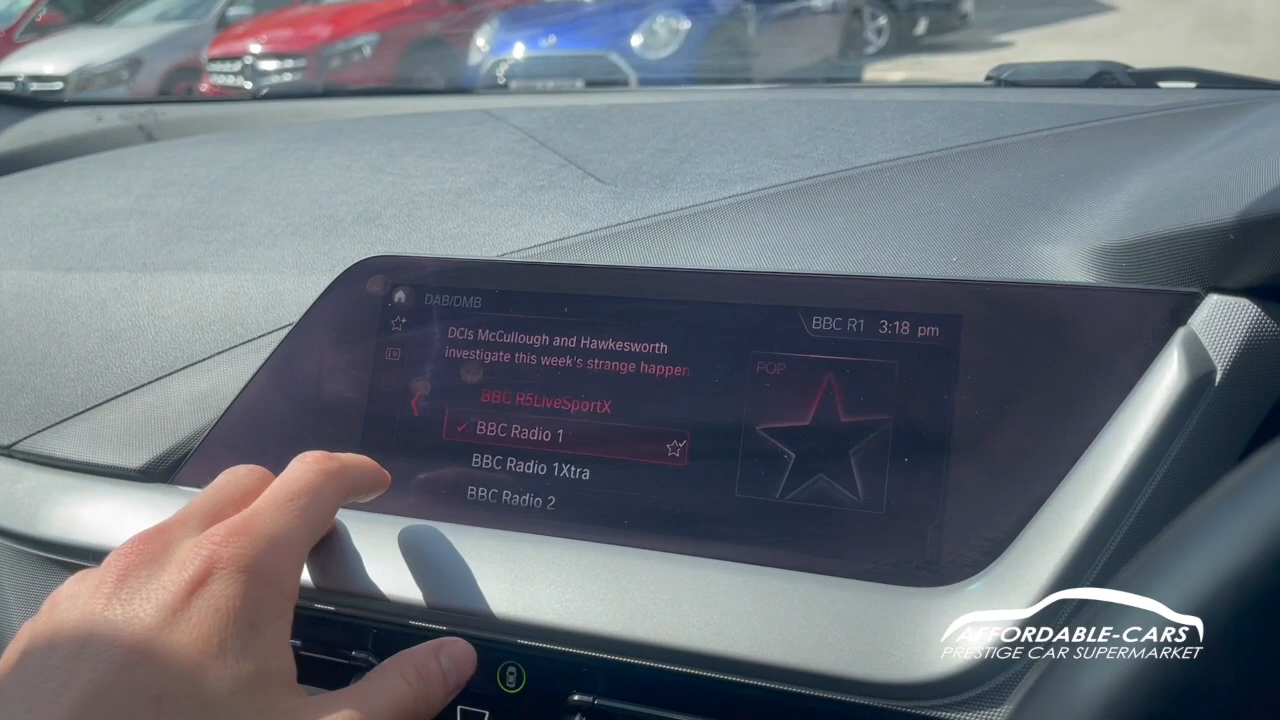 DAB/DMB
BBC R1 3:18 pm
DCIs McCullough and Hawkesworth
investigate this week's strange happen
POP
BBC R5LiveSportX
BBC Radio 1
BBC Radio 1Xtra
BBC Radio 2
AFFORDABLE-CARS
PRESTIGE CAR SUPERMARKET